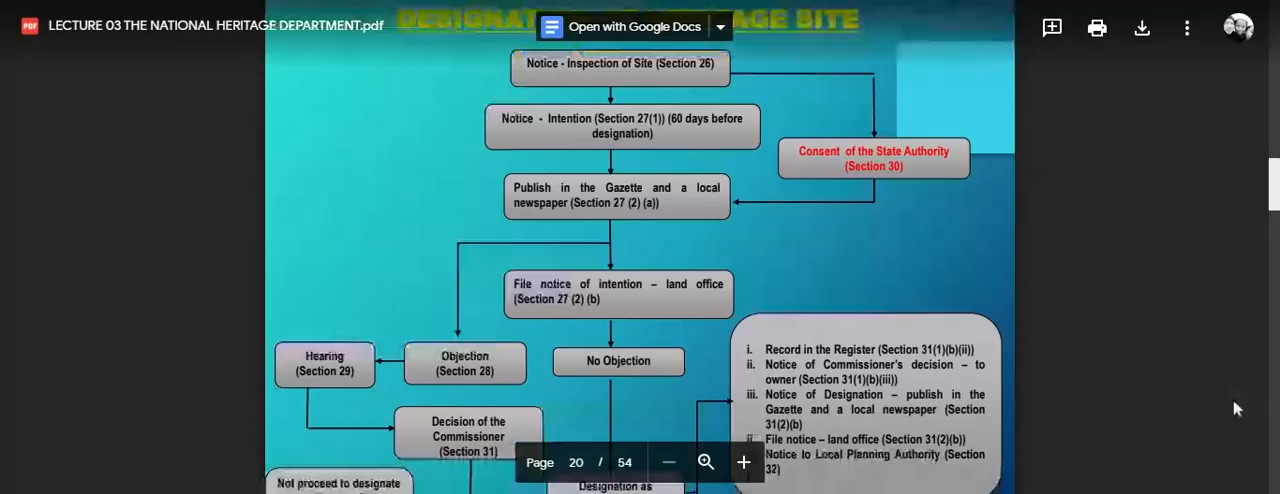 LECTURE 03 THE NATIONAL HERITAGE DEPARTMENT.pdf
Open with Google Docs
Notice - Inspection of Site (Section 26)
Notice - Intention (Section 27(1)) (60 days before
designation)
Consent of the State Authority
(Section 30)
Publish in the Gazette and a local
newspaper (Section 27 (2) (a))
File notice of intention – land office
(Section 27 (2) (b)
Hearing
(Section 29)
Objection
(Section 28)
No Objection
i. Record in the Register (Section 31(1)(b)(ii))
ii. Notice of Commissioner's decision – to
owner (Section 31(1)(b)(iii))
iii. Notice of Designation – publish in the
Gazette and a local newspaper (Section
31(2)(b)
File notice – land office (Section 31(2)(b))
Notice to Local Planning Authority (Section
32)
Decision of the
Commissioner
(Section 31)
Not proceed to designate
Designation as
Page 20 / 54